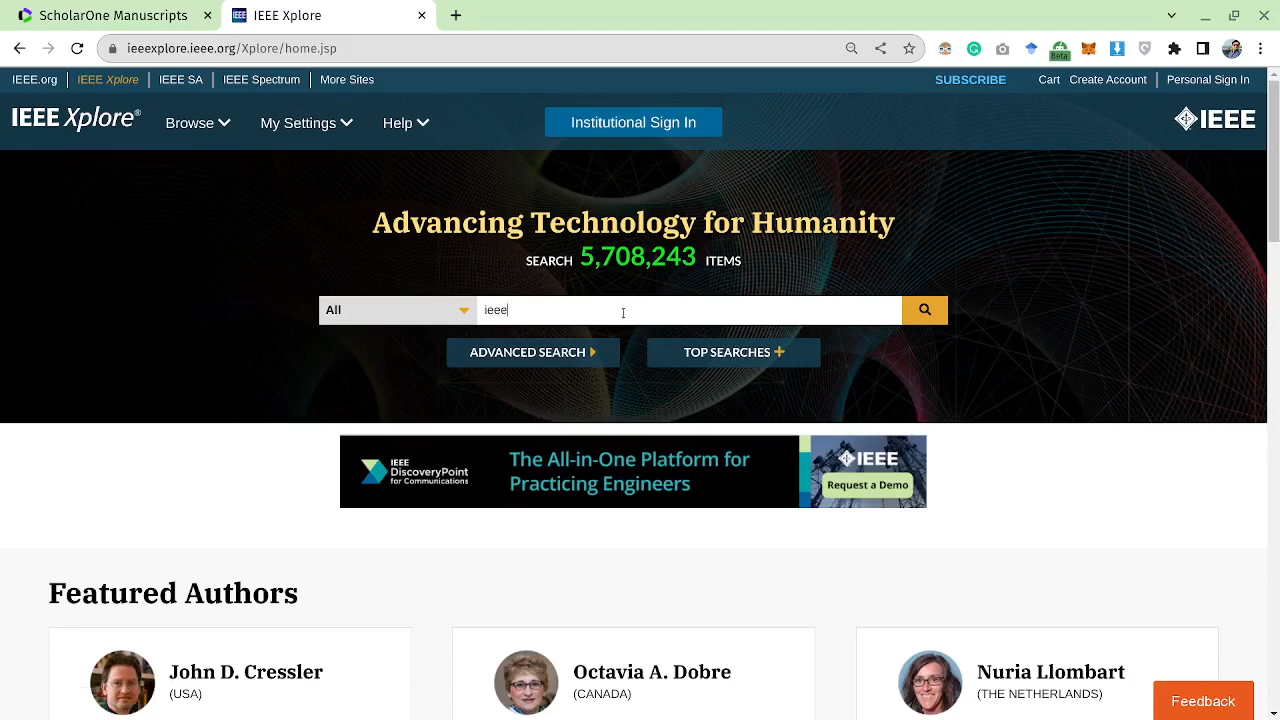 ScholarOne Manuscripts
IEEE Xplore
ieeexplore.ieee.org/Xplore/home.jsp
Beta
IEEE.org
IEEE Xplore
IEEE SA
IEEE Spectrum
More Sites
SUBSCRIBE
Cart
Create Account
Personal Sign In
IEEE Xplore®
Browse
My Settings
Help
Institutional Sign In
IEEE
Advancing Technology for Humanity
SEARCH 5,708,243 ITEMS
All
ieee
ADVANCED SEARCH
TOP SEARCHES
IEEE
DiscoveryPoint
for Communications
The All-in-One Platform for
Practicing Engineers
IEEE
Request a Demo
Featured Authors
John D. Cressler
(USA)
Octavia A. Dobre
(CANADA)
Nuria Llombart
(THE NETHERLANDS)
Feedback